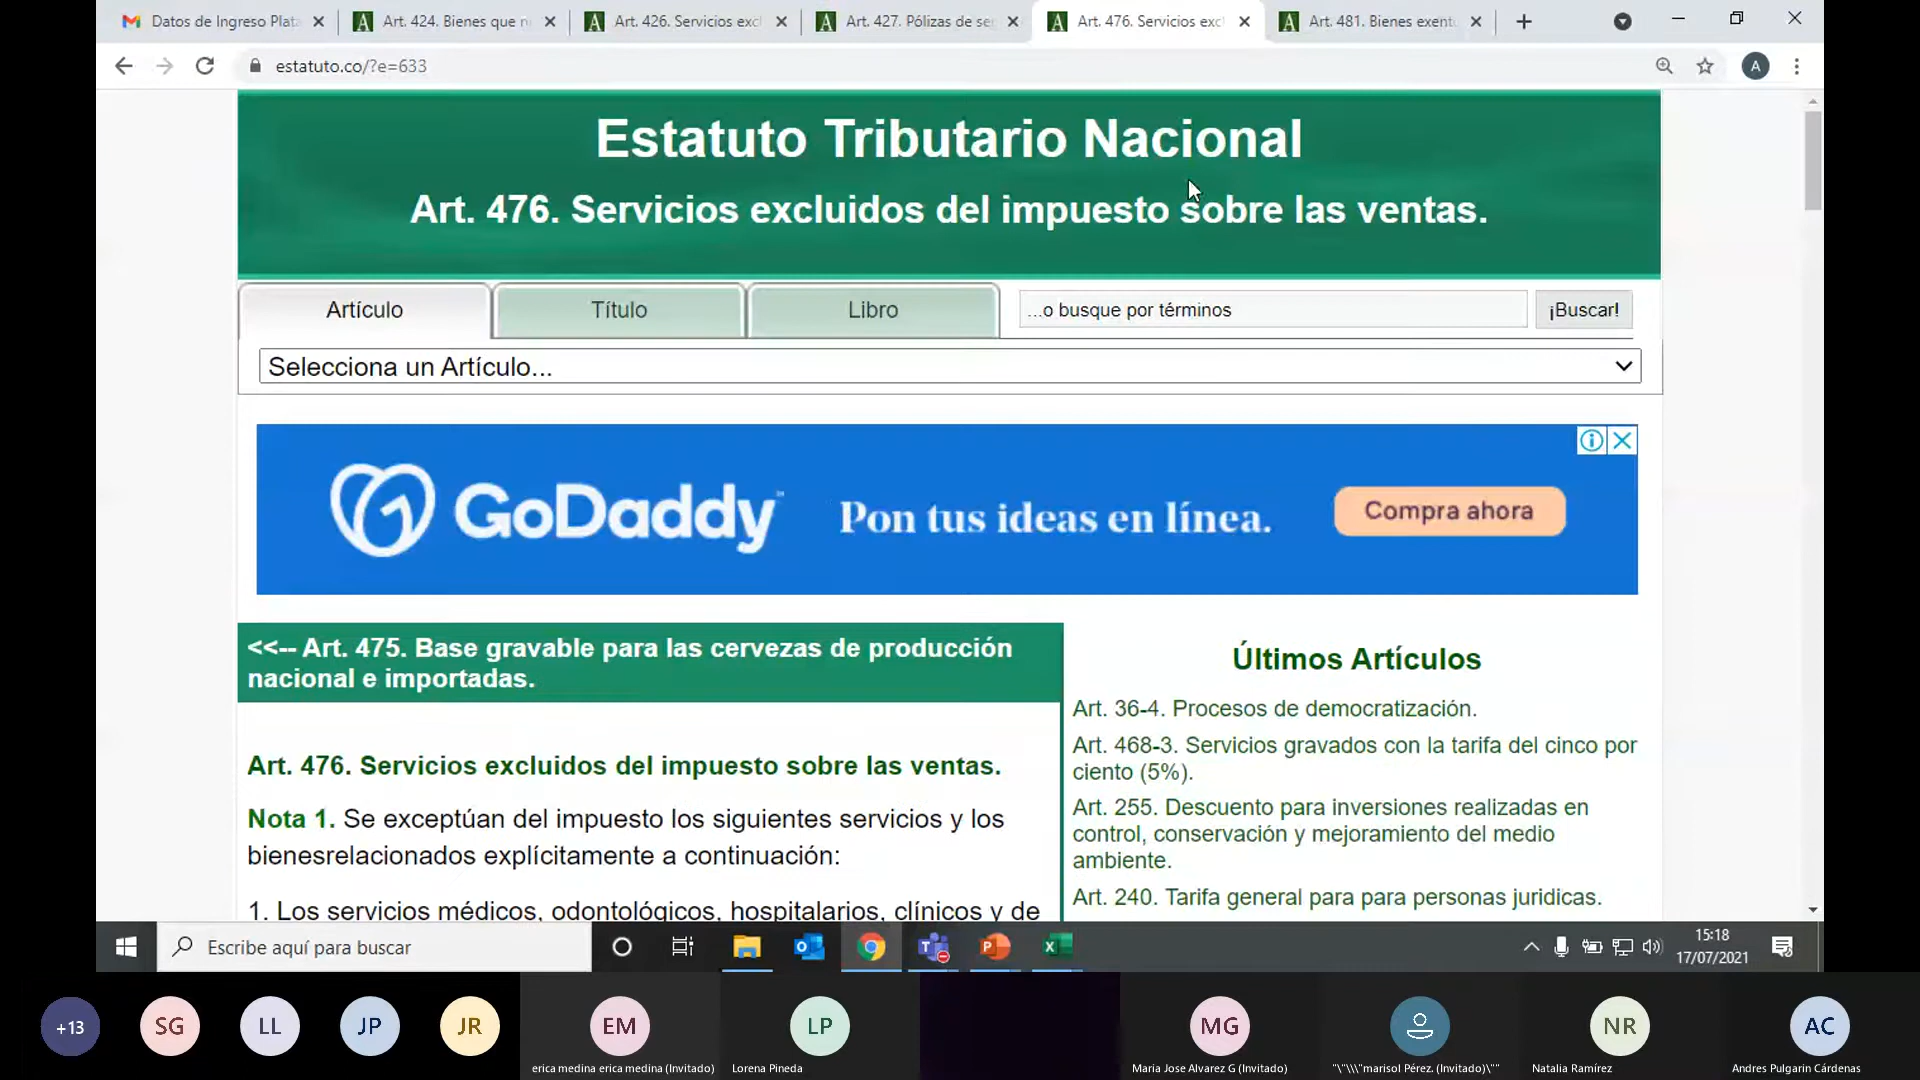 Datos de Ingreso Plata
Art. 424. Bienes que n
Art. 426. Servicios exc
Art. 427. Pólizas de se
Art. 476. Servicios exc
Art. 481. Bienes exent
estatuto.co/?e=633
A
Estatuto Tributario Nacional
Art. 476. Servicios excluidos del impuesto sobre las ventas.
Artículo
Título
Libro
...o busque por términos
¡Buscar!
Selecciona un Artículo...
GoDaddy
Pon tus ideas en línea.
Compra ahora
<<-- Art. 475. Base gravable para las cervezas de producción
nacional e importadas.
Últimos Artículos
Art. 36-4. Procesos de democratización.
Art. 468-3. Servicios gravados con la tarifa del cinco por
ciento (5%).
Art. 255. Descuento para inversiones realizadas en
control, conservación y mejoramiento del medio
ambiente.
Art. 240. Tarifa general para para personas juridicas.
Art. 476. Servicios excluidos del impuesto sobre las ventas.
Nota 1. Se exceptúan del impuesto los siguientes servicios y los
bienesrelacionados explícitamente a continuación:
1. Los servicios médicos, odontológicos, hospitalarios, clínicos y de
Escribe aquí para buscar
15:18
17/07/2021
+13
SG
LL
JP
JR
EM
LP
MG
NR
AC
erica medina erica medina (Invitado)
Lorena Pineda
Maria Jose Alvarez G (Invitado)
"\"\\\"marisol Pérez. (Invitado)\""
Natalia Ramírez
Andres Pulgarin Cárdenas